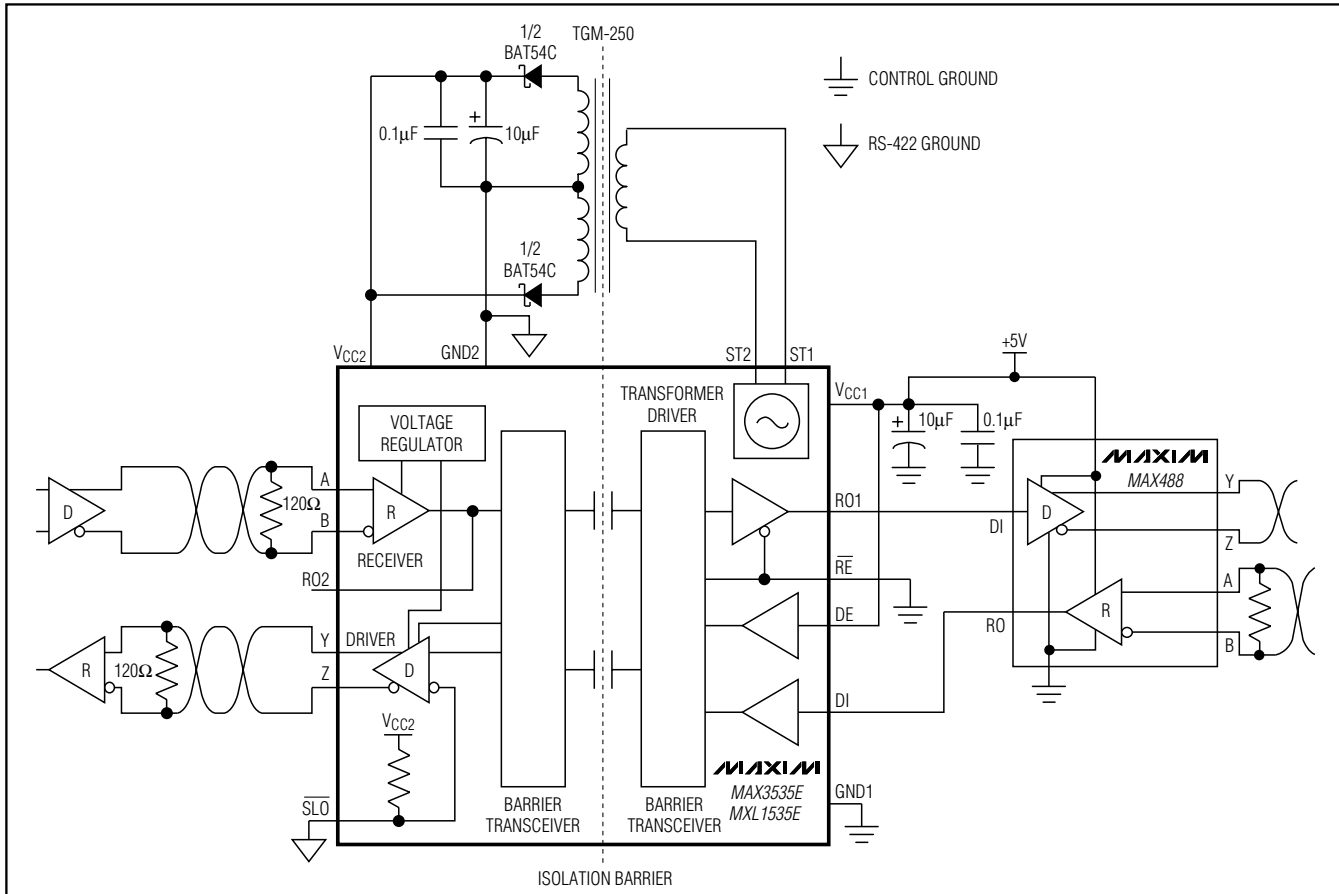 1/2
BAT54C
TGM-250
CONTROL GROUND
0.1µF
+
10µF
RS-422 GROUND
1/2
BAT54C
VCC2
GND2
ST2
ST1
+5V
VCC1
TRANSFORMER
DRIVER
VOLTAGE
REGULATOR
+
10µF
0.1µF
MAXIM
MAX488
D
120Ω
A
B
R
RECEIVER
RO2
RO1
DI
D
Y
Z
RE
DE
A
R
RO
B
R
120Ω
Y
Z
DRIVER
D
DI
VCC2
SLO
MAXIM
MAX3535E
MXL1535E
GND1
BARRIER
TRANSCEIVER
BARRIER
TRANSCEIVER
ISOLATION BARRIER